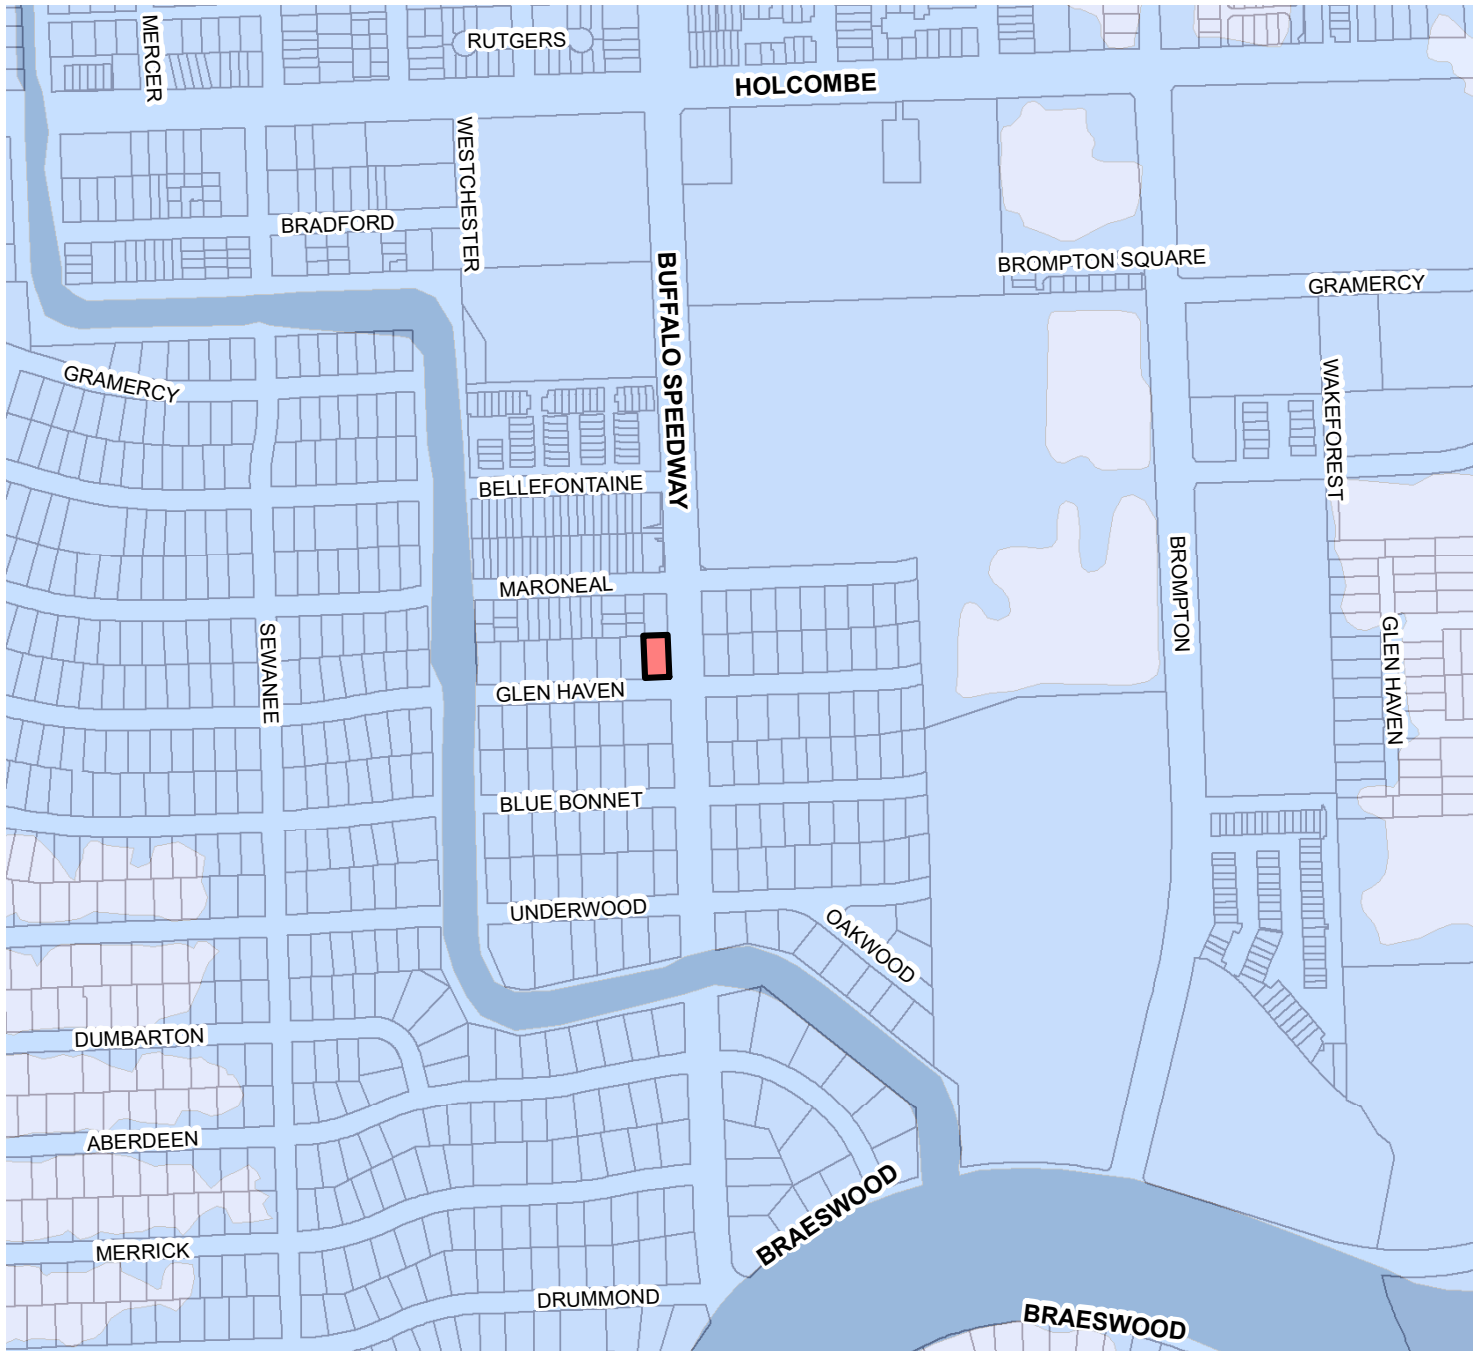 MERCER
RUTGERS
HOLCOMBE
WESTCHESTER
BRADFORD
BUFFALO SPEEDWAY
BROMPTON SQUARE
GRAMERCY
GRAMERCY
WAKEFOREST
BELLEFONTAINE
BROMPTON
MARONEAL
SEWANEE
GLEN HAVEN
GLEN HAVEN
BLUE BONNET
UNDERWOOD
OAKWOOD
DUMBARTON
ABERDEEN
BRAESWOOD
MERRICK
DRUMMOND
BRAESWOOD